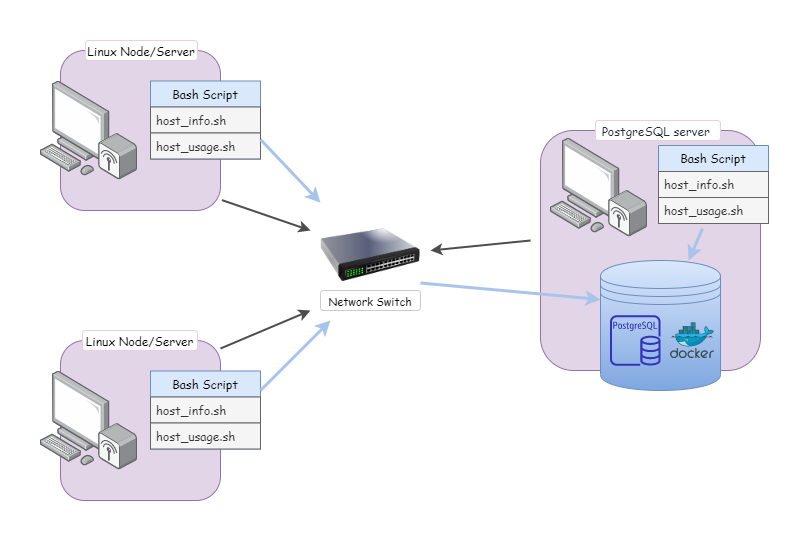 Linux Node/Server
Bash Script
host_info.sh
host_usage.sh
PostgreSQL server
Bash Script
host_info.sh
host_usage.sh
Network Switch
PostgreSQL
docker
Linux Node/Server
Bash Script
host_info.sh
host_usage.sh